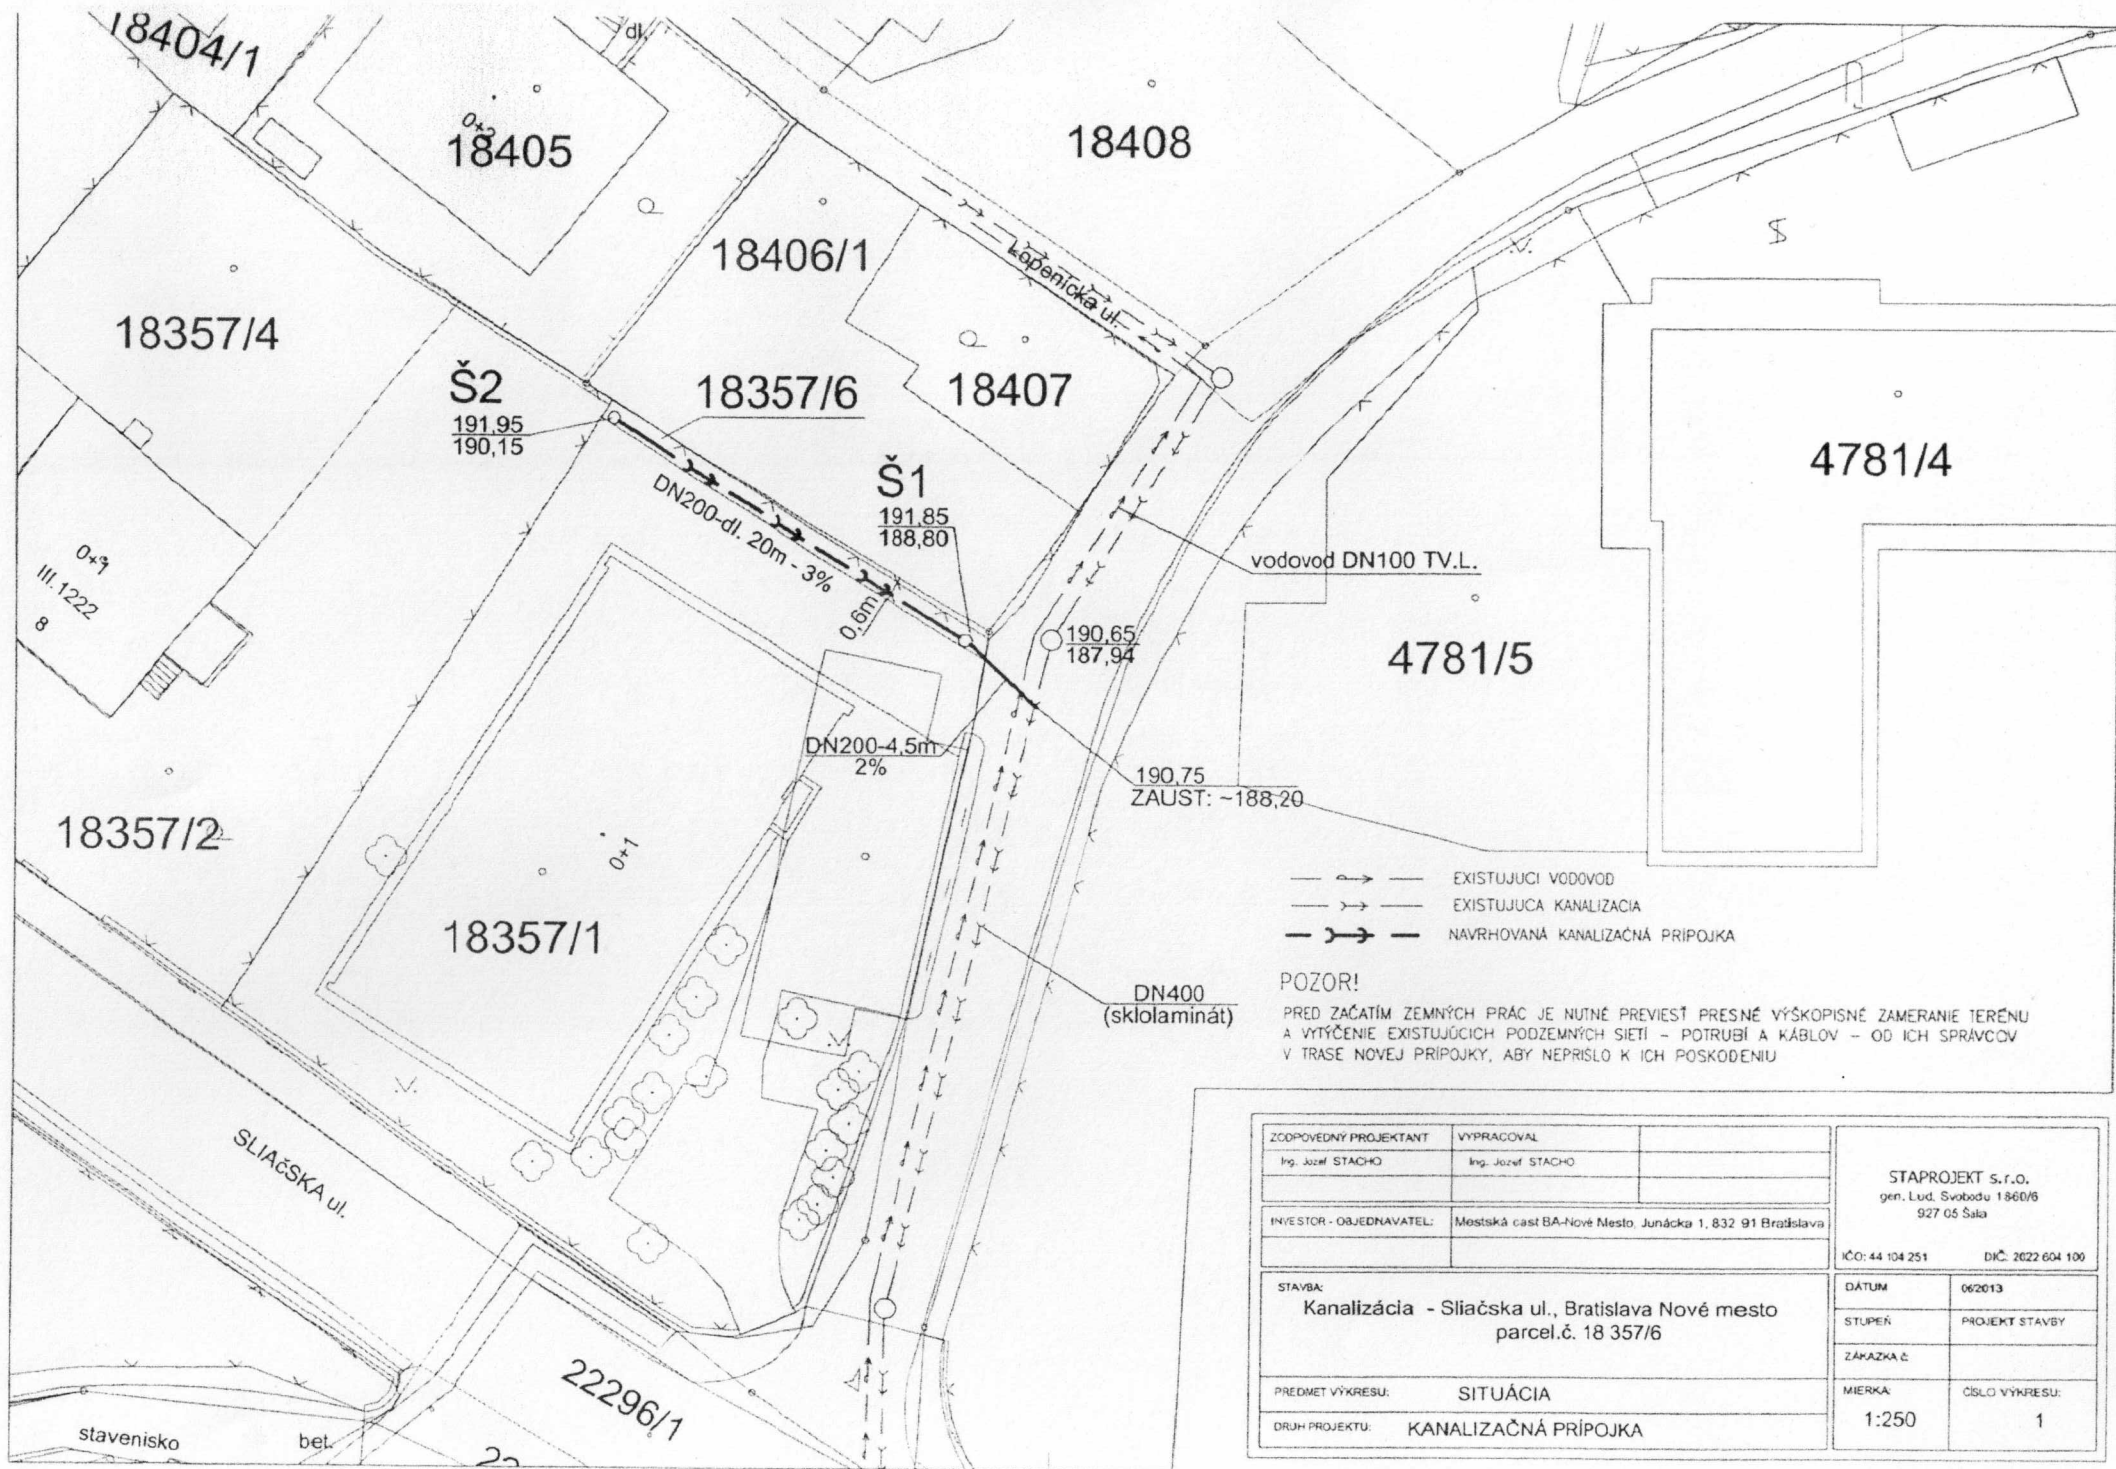 18404/1
dl.
18405
18408
18406/1
Lopenícka ul.
18357/4
18357/6
18407
Š2
191,95
190,15
Š1
191,85
188,80
DN200-dl. 20m - 3%
0,6m
4781/4
vodovod DN100 TV.L.
190,65
187,94
4781/5
III. 1222
8
DN200-4,5m
2%
190,75
ZAUST: ~188,20
18357/2
0+1
18357/1
DN400
(sklolaminát)
EXISTUJUCI VODOVOD
EXISTUJUCA KANALIZACIA
NAVRHOVANÁ KANALIZAČNÁ PRÍPOJKA
POZOR!
PRED ZAČATÍM ZEMNÝCH PRÁC JE NUTNÉ PREVIESŤ PRESNÉ VÝŠKOPISNÉ ZAMERANIE TERÉNU
A VYTÝČENIE EXISTUJÚCICH PODZEMNÝCH SIETÍ – POTRUBÍ A KÁBLOV – OD ICH SPRÁVCOV
V TRASE NOVEJ PRÍPOJKY, ABY NEPRIŠLO K ICH POSKODENIU
SLIAčSKA ul.
22296/1
stavenisko
bet.
ZODPOVEDNÝ PROJEKTANT
VYPRACOVAL
Ing. Jozef STACHO
Ing. Jozef STACHO
INVESTOR - OBJEDNAVATEL:
Mestská cast BA-Nové Mesto, Junácka 1, 832 91 Bratislava
STAPROJEKT s.r.o.
gen. Lud. Svobodu 1860/6
927 05 Šala
IČO: 44 104 251
DIČ: 2022 604 100
STAVBA:
Kanalizácia - Sliačska ul., Bratislava Nové mesto
parcel.č. 18 357/6
DÁTUM
06/2013
STUPEŇ
PROJEKT STAVBY
ZÁKAZKA č.
PREDMET VÝKRESU:
SITUÁCIA
MIERKA:
1:250
ČÍSLO VÝKRESU:
1
DRUH PROJEKTU:
KANALIZAČNÁ PRÍPOJKA